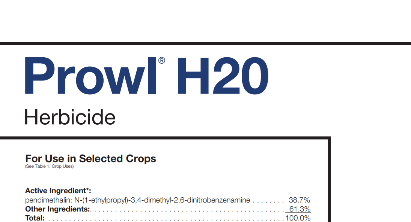 Prowl® H20
Herbicide
For Use in Selected Crops
(See Table 1. Crop Uses)
Active Ingredient*:
pendimethalin: N-(1-ethylpropyl)-3,4-dimethyl-2,6-dinitrobenzenamine . . . . . . . . 38.7%
Other Ingredients: . . . . . . . . . . . . . . . . . . . . . . . . . . . . . . . . . . . . . . . . 61.3%
Total: . . . . . . . . . . . . . . . . . . . . . . . . . . . . . . . . . . . . . . . . . . . . . . . . 100.0%